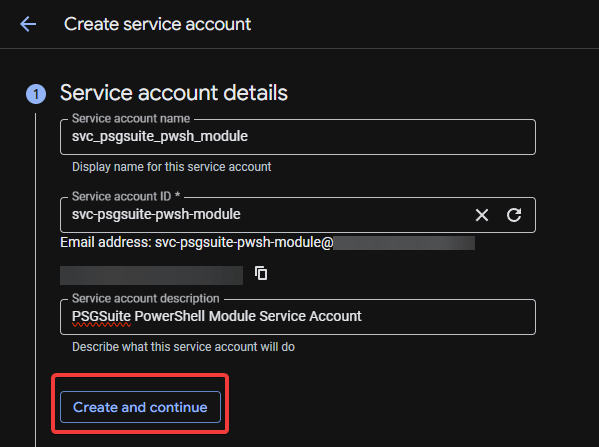 Create service account
1 Service account details
Service account name
svc_psgsuite_pwsh_module
Display name for this service account
Service account ID *
svc-psgsuite-pwsh-module
Email address: svc-psgsuite-pwsh-module@
Service account description
PSGSuite PowerShell Module Service Account
Describe what this service account will do
Create and continue